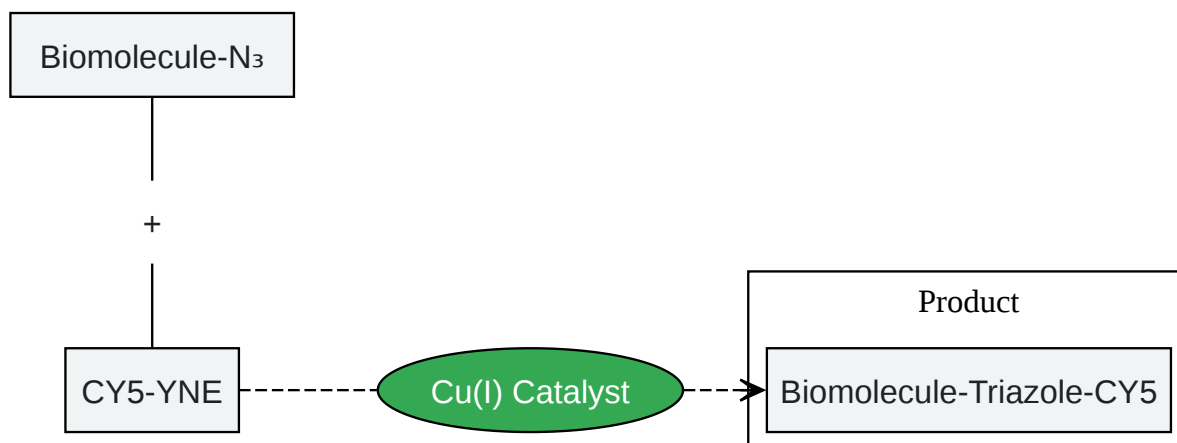 Biomolecule-N₃
+
Product
CY5-YNE
Cu(I) Catalyst
Biomolecule-Triazole-CY5